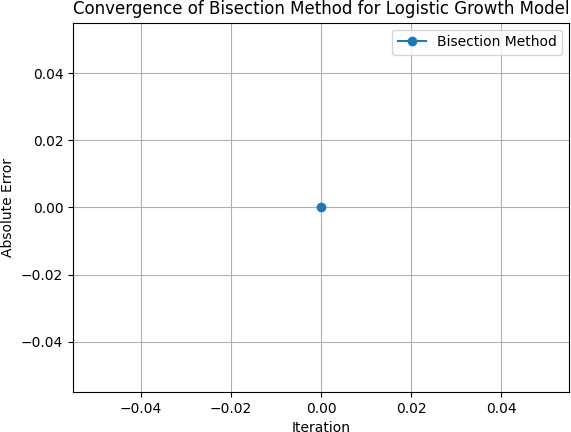 Convergence of Bisection Method for Logistic Growth Model
Bisection Method
0.04
0.02
0.00
−0.02
−0.04
Absolute Error
−0.04 −0.02 0.00 0.02 0.04
Iteration